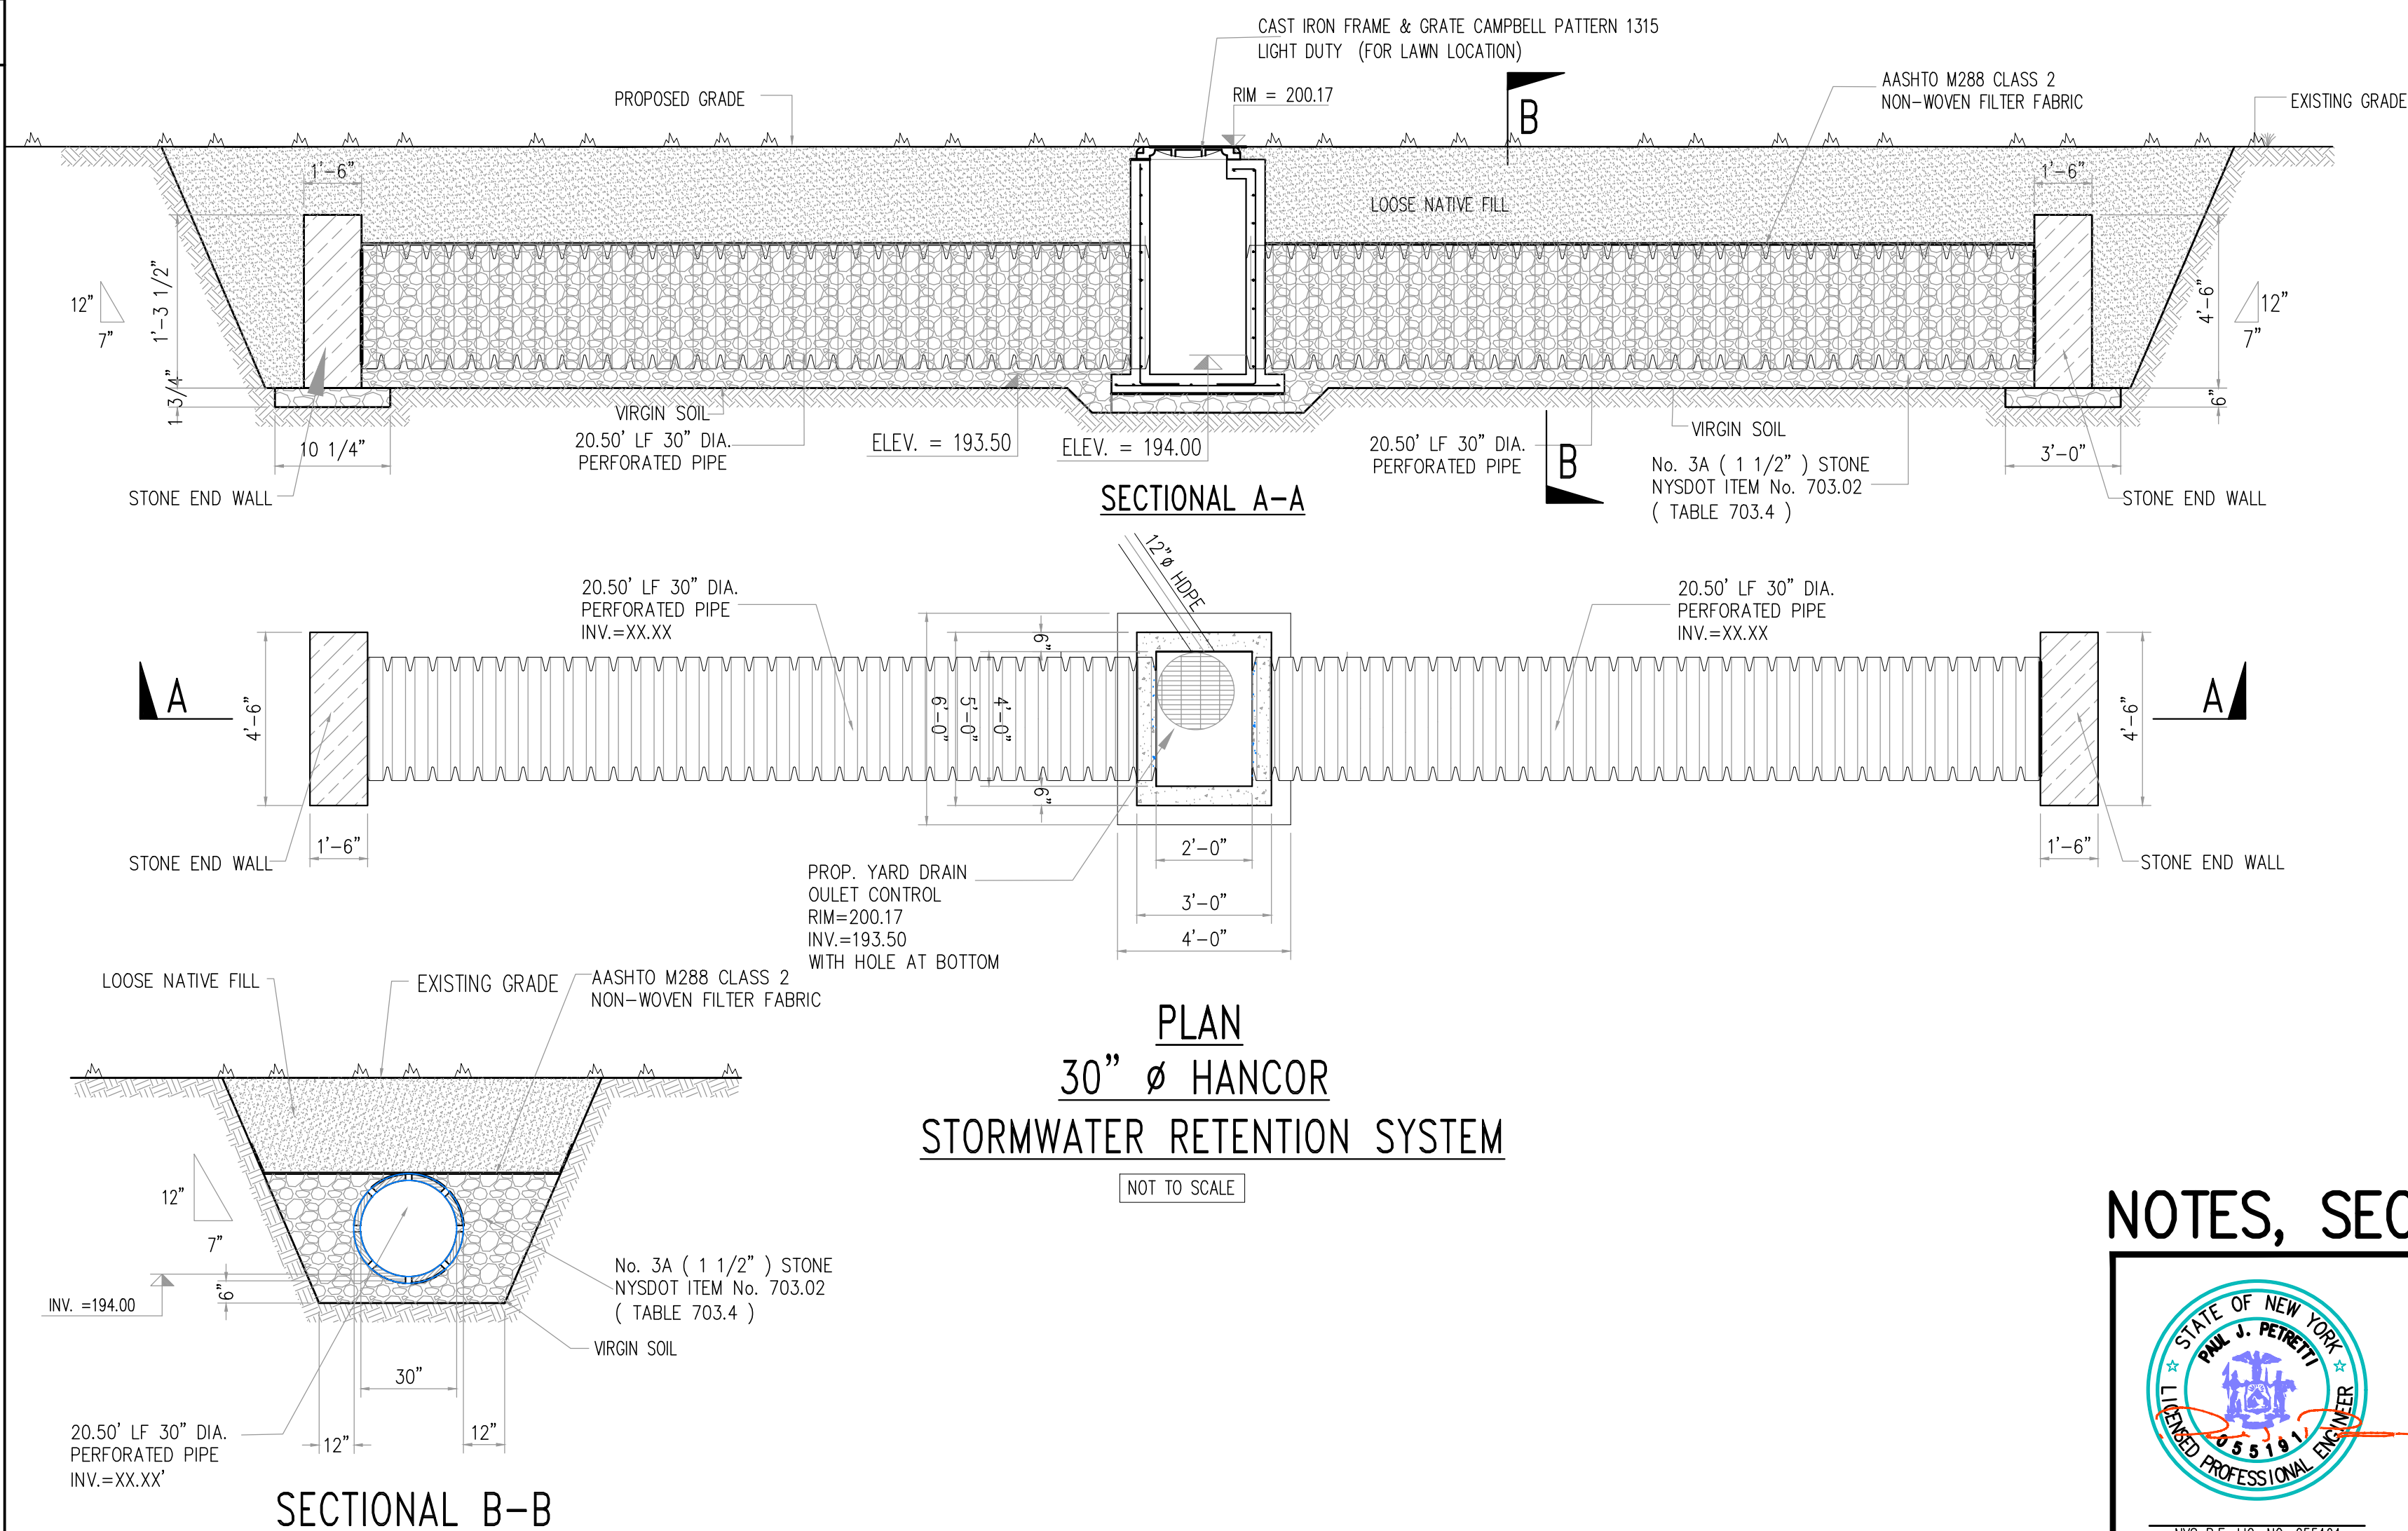 CAST IRON FRAME & GRATE CAMPBELL PATTERN 1315
LIGHT DUTY (FOR LAWN LOCATION)
PROPOSED GRADE
RIM = 200.17
B
AASHTO M288 CLASS 2
NON-WOVEN FILTER FABRIC
EXISTING GRADE
1'-6"
1'-6"
LOOSE NATIVE FILL
12"
7"
1'-3 1/2"
1 3/4"
4'-6"
6"
12"
7"
10 1/4"
VIRGIN SOIL
20.50' LF 30" DIA.
PERFORATED PIPE
ELEV. = 193.50
ELEV. = 194.00
20.50' LF 30" DIA.
PERFORATED PIPE
B
VIRGIN SOIL
No. 3A ( 1 1/2" ) STONE
NYSDOT ITEM No. 703.02
( TABLE 703.4 )
3'-0"
STONE END WALL
STONE END WALL
SECTIONAL A-A
12"ø HDPE
20.50' LF 30" DIA.
PERFORATED PIPE
INV.=XX.XX
20.50' LF 30" DIA.
PERFORATED PIPE
INV.=XX.XX
A
4'-6"
6'-0"
5'-0"
4'-0"
6"
6"
4'-6"
A
STONE END WALL
1'-6"
2'-0"
3'-0"
4'-0"
1'-6"
STONE END WALL
PROP. YARD DRAIN
OULET CONTROL
RIM=200.17
INV.=193.50
WITH HOLE AT BOTTOM
LOOSE NATIVE FILL
EXISTING GRADE
AASHTO M288 CLASS 2
NON-WOVEN FILTER FABRIC
PLAN
30" ø HANCOR
STORMWATER RETENTION SYSTEM
NOT TO SCALE
12"
7"
6"
INV. =194.00
No. 3A ( 1 1/2" ) STONE
NYSDOT ITEM No. 703.02
( TABLE 703.4 )
VIRGIN SOIL
30"
12"
12"
20.50' LF 30" DIA.
PERFORATED PIPE
INV.=XX.XX'
SECTIONAL B-B
NOTES,
STATE OF NEW YORK
PAUL J. PETRETTI
055191
LICENSED PROFESSIONAL ENGINEER